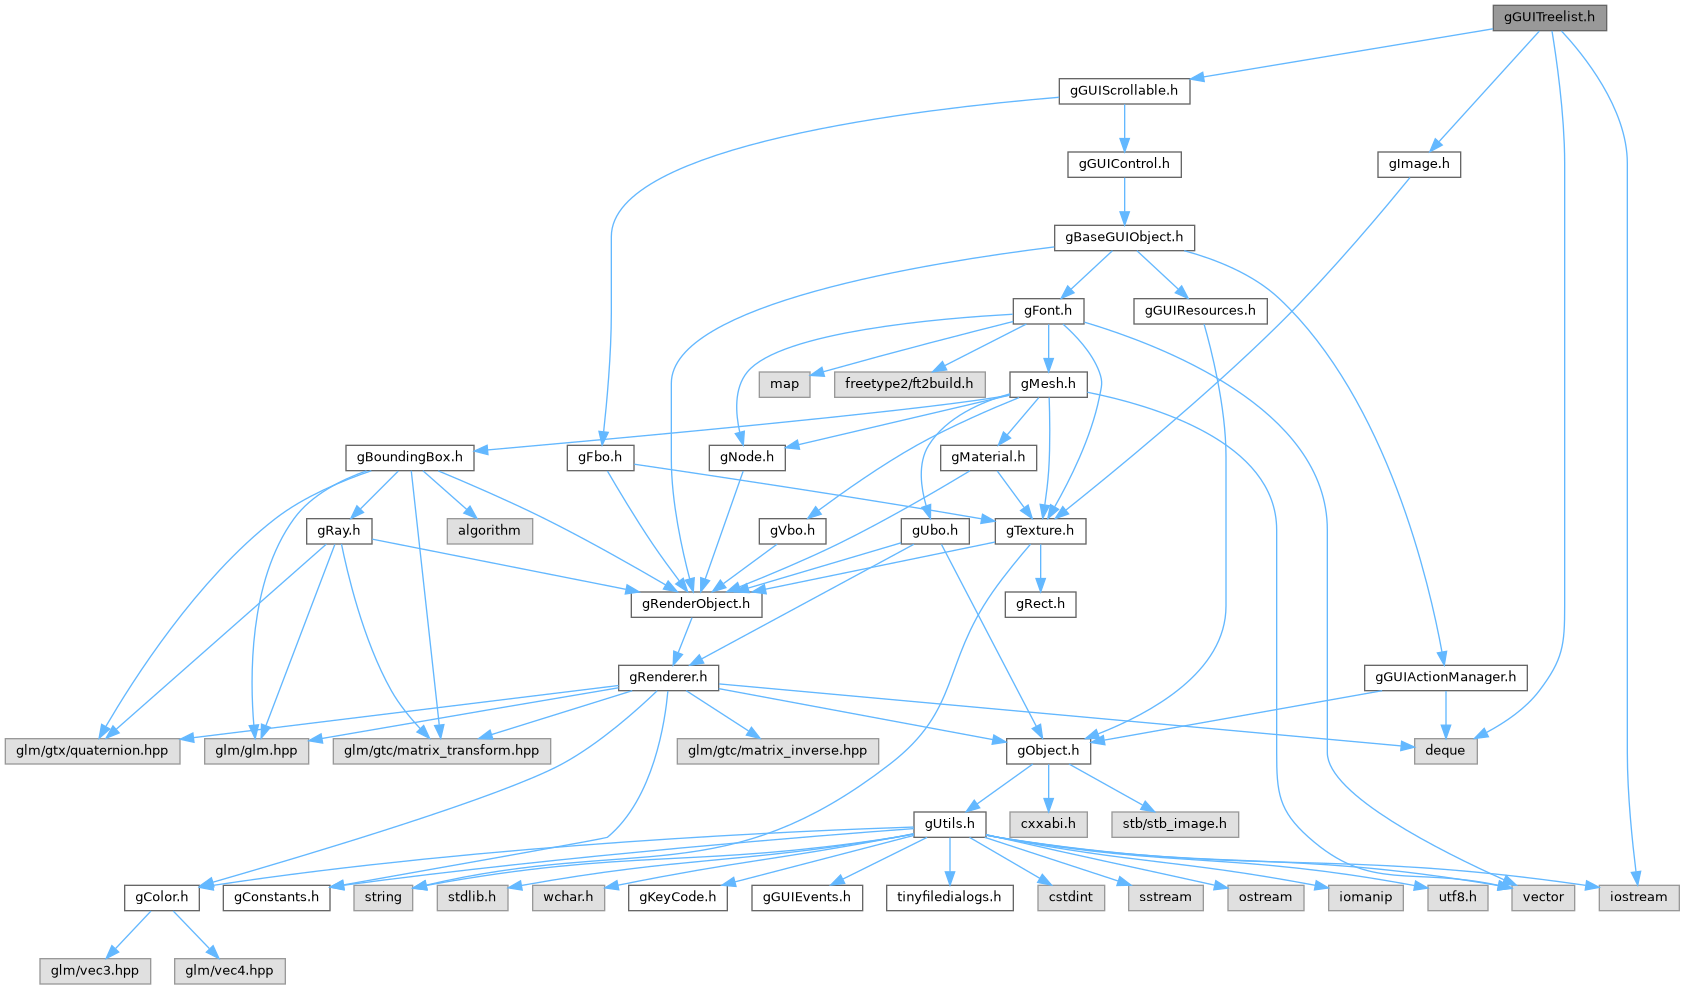 gGUITreelist.h
gGUIScrollable.h
gGUIControl.h
gImage.h
gBaseGUIObject.h
gFont.h
gGUIResources.h
map
freetype2/ft2build.h
gMesh.h
gBoundingBox.h
gFbo.h
gNode.h
gMaterial.h
gRay.h
algorithm
gVbo.h
gUbo.h
gTexture.h
gRenderObject.h
gRect.h
gRenderer.h
gGUIActionManager.h
glm/gtx/quaternion.hpp
glm/glm.hpp
glm/gtc/matrix_transform.hpp
glm/gtc/matrix_inverse.hpp
gObject.h
deque
gUtils.h
cxxabi.h
stb/stb_image.h
gColor.h
gConstants.h
string
stdlib.h
wchar.h
gKeyCode.h
gGUIEvents.h
tinyfiledialogs.h
cstdint
sstream
ostream
iomanip
utf8.h
vector
iostream
glm/vec3.hpp
glm/vec4.hpp